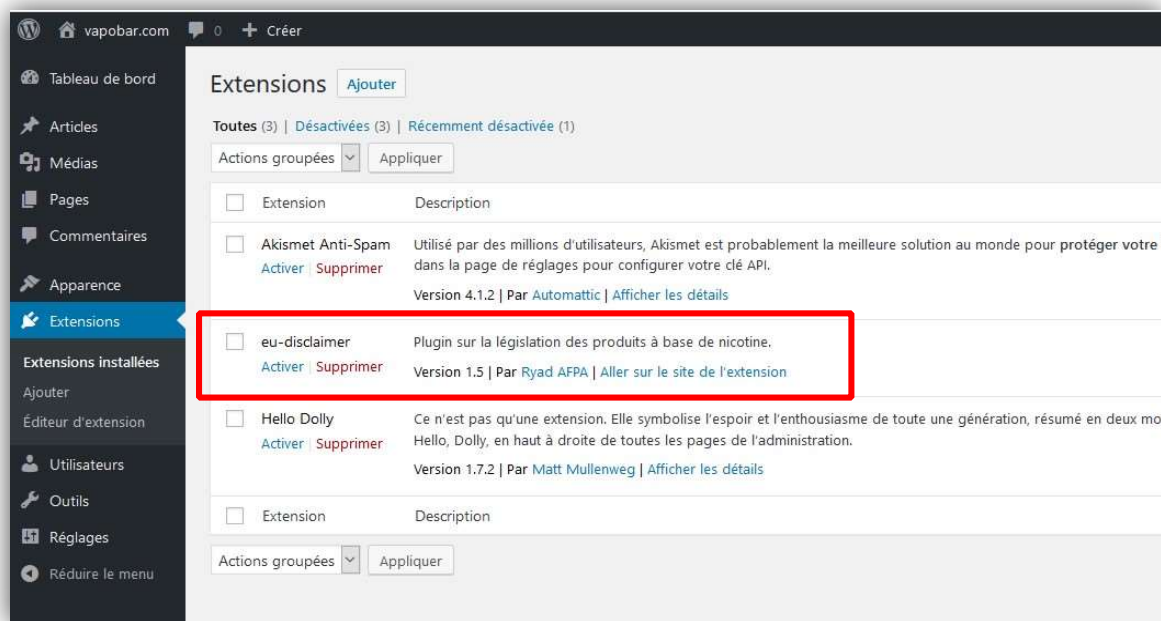 vapobar.com 0 + Créer
Tableau de bord
Articles
Médias
Pages
Commentaires
Apparence
Extensions
Extensions installées
Ajouter
Éditeur d'extension
Utilisateurs
Outils
Réglages
Réduire le menu
Extensions Ajouter
Toutes (3) | Désactivées (3) | Récemment désactivée (1)
Actions groupées Appliquer
Extension Description
Akismet Anti-Spam Utilisé par des millions d'utilisateurs, Akismet est probablement la meilleure solution au monde pour protéger votre
Activer | Supprimer dans la page de réglages pour configurer votre clé API.
Version 4.1.2 | Par Automattic | Afficher les détails
eu-disclaimer Plugin sur la législation des produits à base de nicotine.
Activer | Supprimer Version 1.5 | Par Ryad AFPA | Aller sur le site de l'extension
Hello Dolly Ce n'est pas qu'une extension. Elle symbolise l'espoir et l'enthousiasme de toute une génération, résumé en deux mo
Activer | Supprimer Hello, Dolly, en haut à droite de toutes les pages de l'administration.
Version 1.7.2 | Par Matt Mullenweg | Afficher les détails
Extension Description
Actions groupées Appliquer